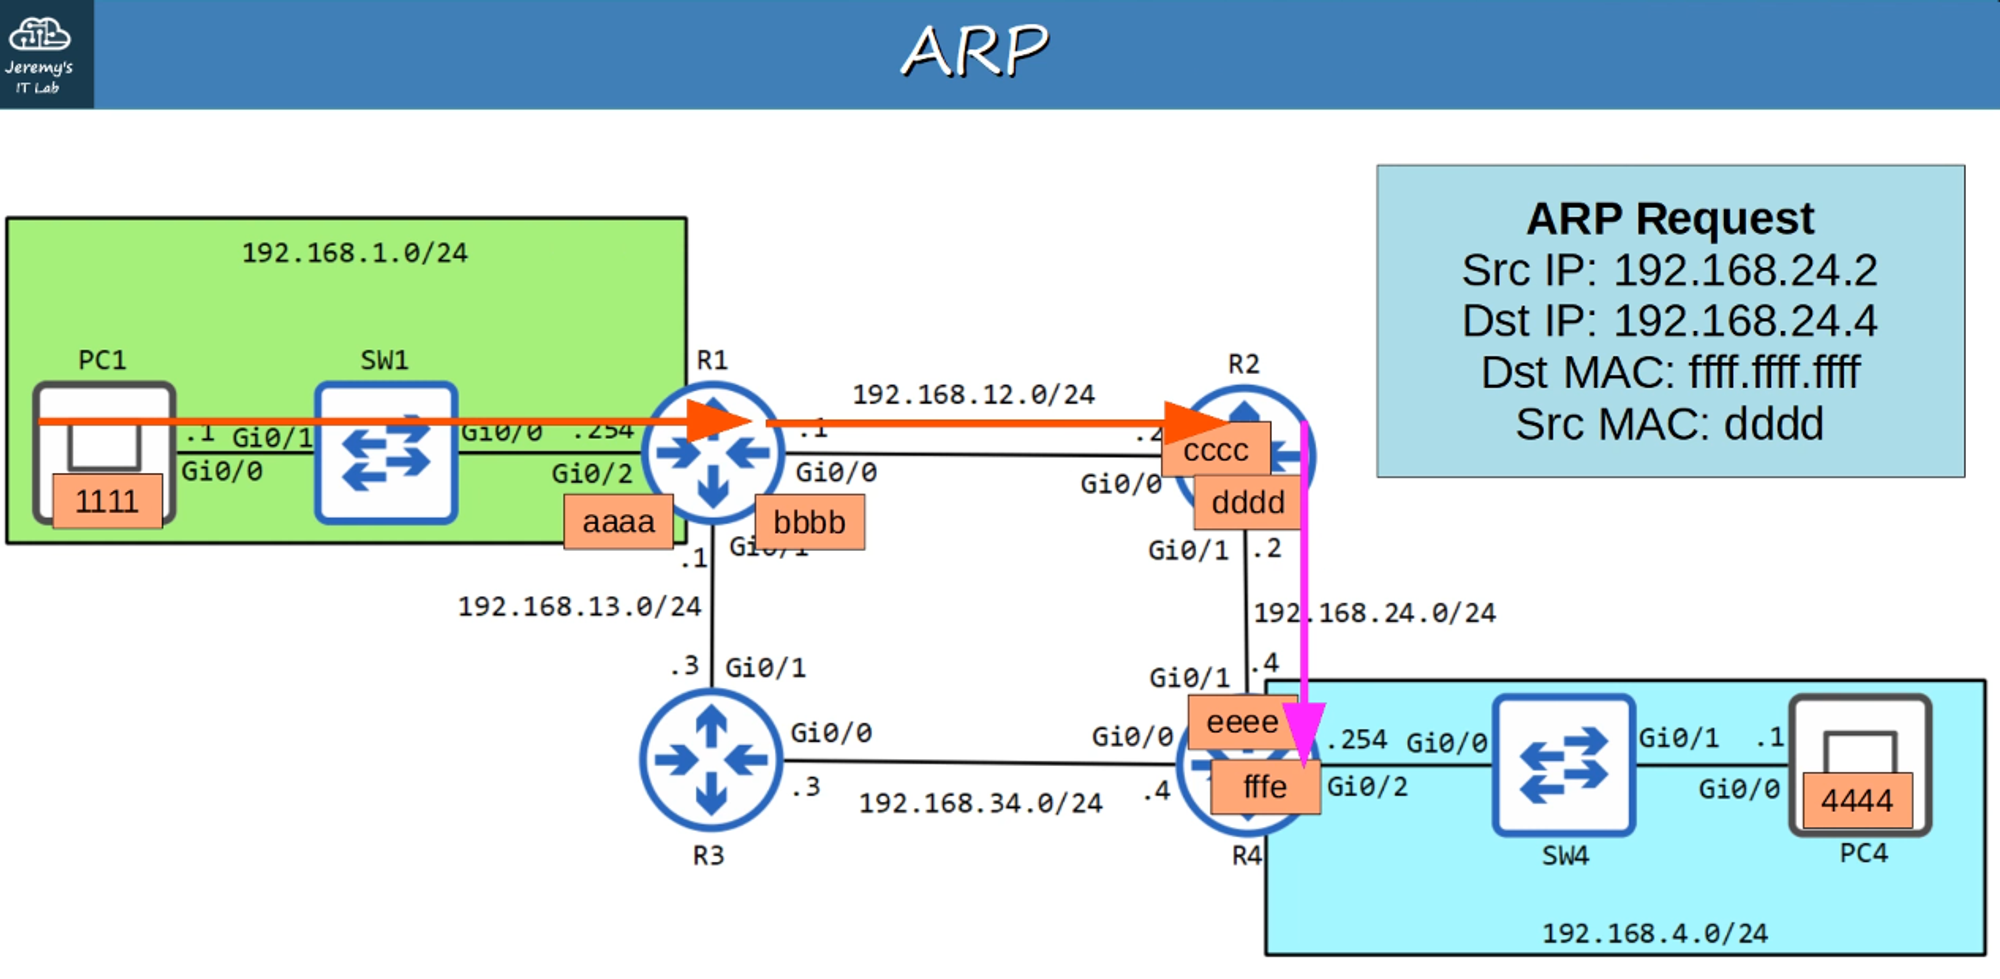 Jeremy's
IT Lab
ARP
ARP Request
Src IP: 192.168.24.2
Dst IP: 192.168.24.4
Dst MAC: ffff.ffff.ffff
Src MAC: dddd
192.168.1.0/24
PC1
SW1
R1
192.168.12.0/24
R2
.1
Gi0/1
Gi0/0
.254
.1
.2
Gi0/0
Gi0/2
Gi0/0
Gi0/0
cccc
1111
aaaa
bbbb
dddd
.1
Gi0/1
Gi0/1
.2
192.168.13.0/24
192.168.24.0/24
.3
Gi0/1
Gi0/1
.4
eeee
Gi0/0
Gi0/0
.254
Gi0/0
Gi0/1
.1
.3
192.168.34.0/24
.4
fffe
Gi0/2
Gi0/0
4444
R3
R4
SW4
PC4
192.168.4.0/24